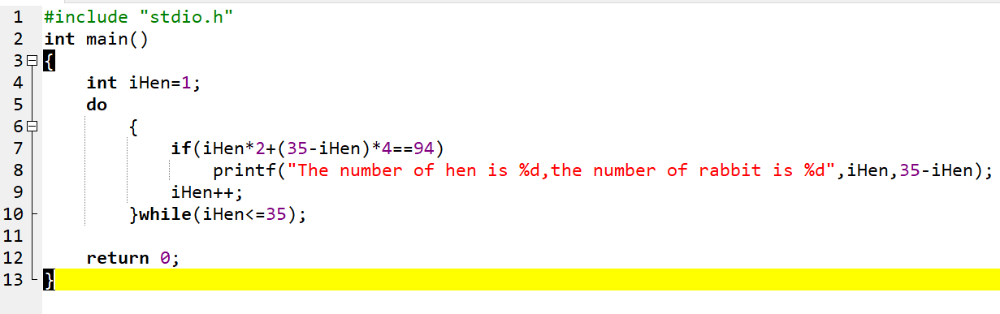 1 #include "stdio.h"
2 int main()
3 {
4 int iHen=1;
5 do
6 {
7 if(iHen*2+(35-iHen)*4==94)
8 printf("The number of hen is %d,the number of rabbit is %d",iHen,35-iHen);
9 iHen++;
10 }while(iHen<=35);
11
12 return 0;
13 }